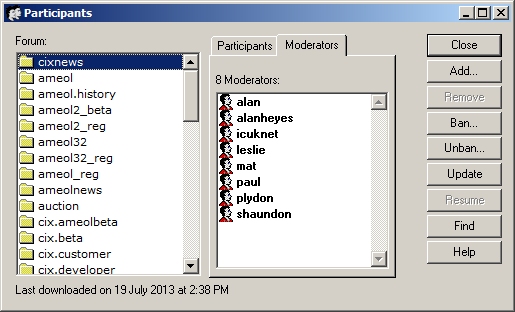 Participants
Forum:
cixnews
ameol
ameol.history
ameol2_beta
ameol2_reg
ameol32
ameol32_reg
ameol_reg
ameolnews
auction
cix.ameolbeta
cix.beta
cix.customer
cix.developer
Last downloaded on 19 July 2013 at 2:38 PM
Participants Moderators
8 Moderators:
alan
alanheyes
icuknet
leslie
mat
paul
plydon
shaundon
Close
Add...
Remove
Ban...
Unban...
Update
Resume
Find
Help